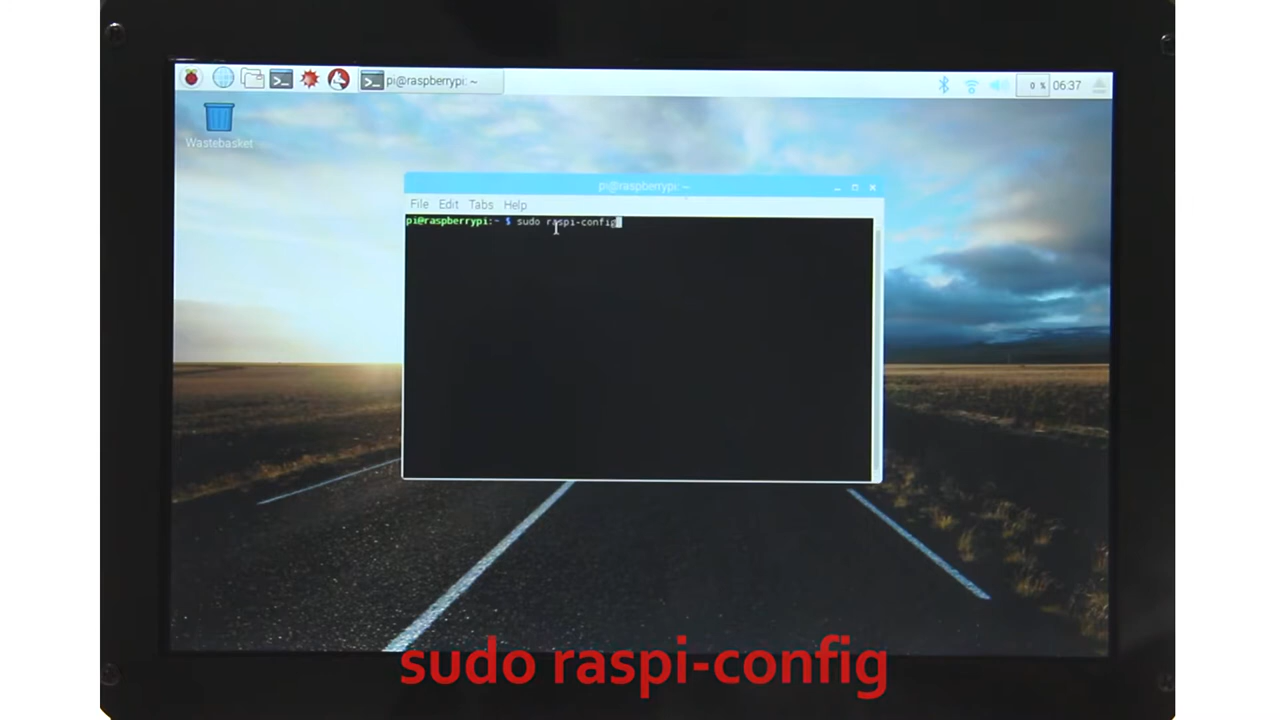 pi@raspberrypi: ~
0 %
06:37
Wastebasket
pi@raspberrypi: ~
File Edit Tabs Help
pi@raspberrypi:~ $ sudo raspi-config
sudo raspi-config